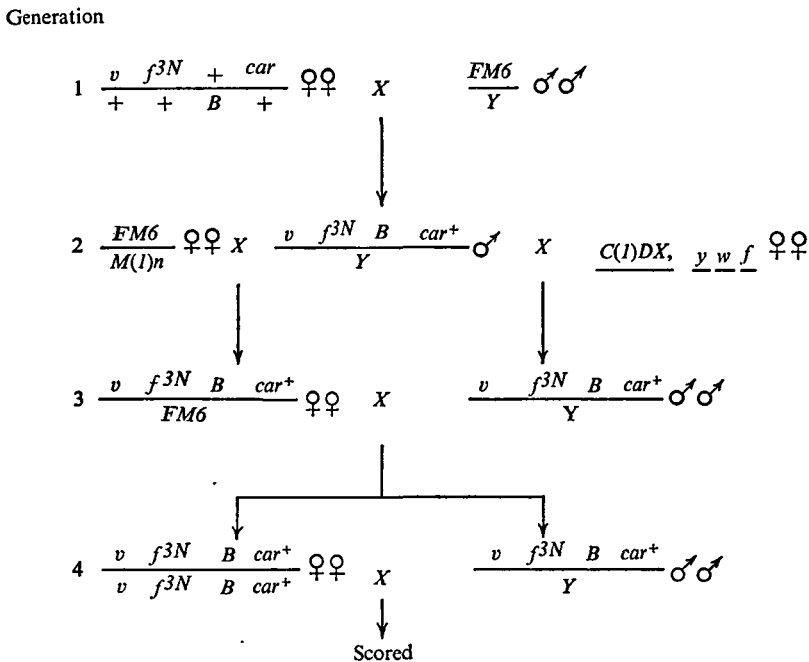 Generation
v f3N + car FM6
1 ♀♀ X ♂♂
+ + B + Y
FM6 v f3N B car+ C(1)DX, y w f
2 ♀♀ X ♂ X ♀♀
M(1)n Y
v f3N B car+ v f3N B car+
3 ♀♀ X ♂♂
FM6 Y
v f3N B car+ v f3N B car+
4 ♀♀ X ♂♂
v f3N B car+ Y
Scored